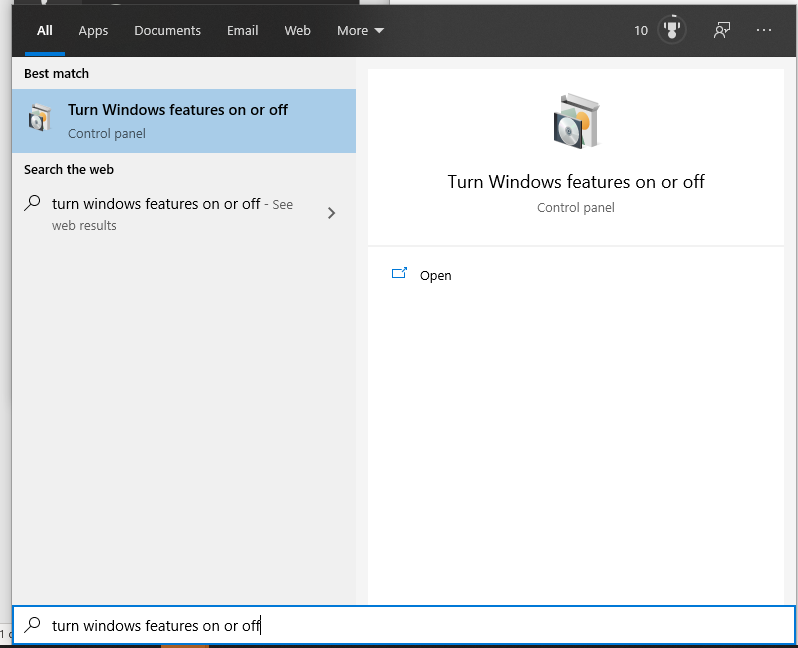 All Apps Documents Email Web More 10
Best match
Turn Windows features on or off
Control panel
Search the web
turn windows features on or off - See
web results
Turn Windows features on or off
Control panel
Open
turn windows features on or off